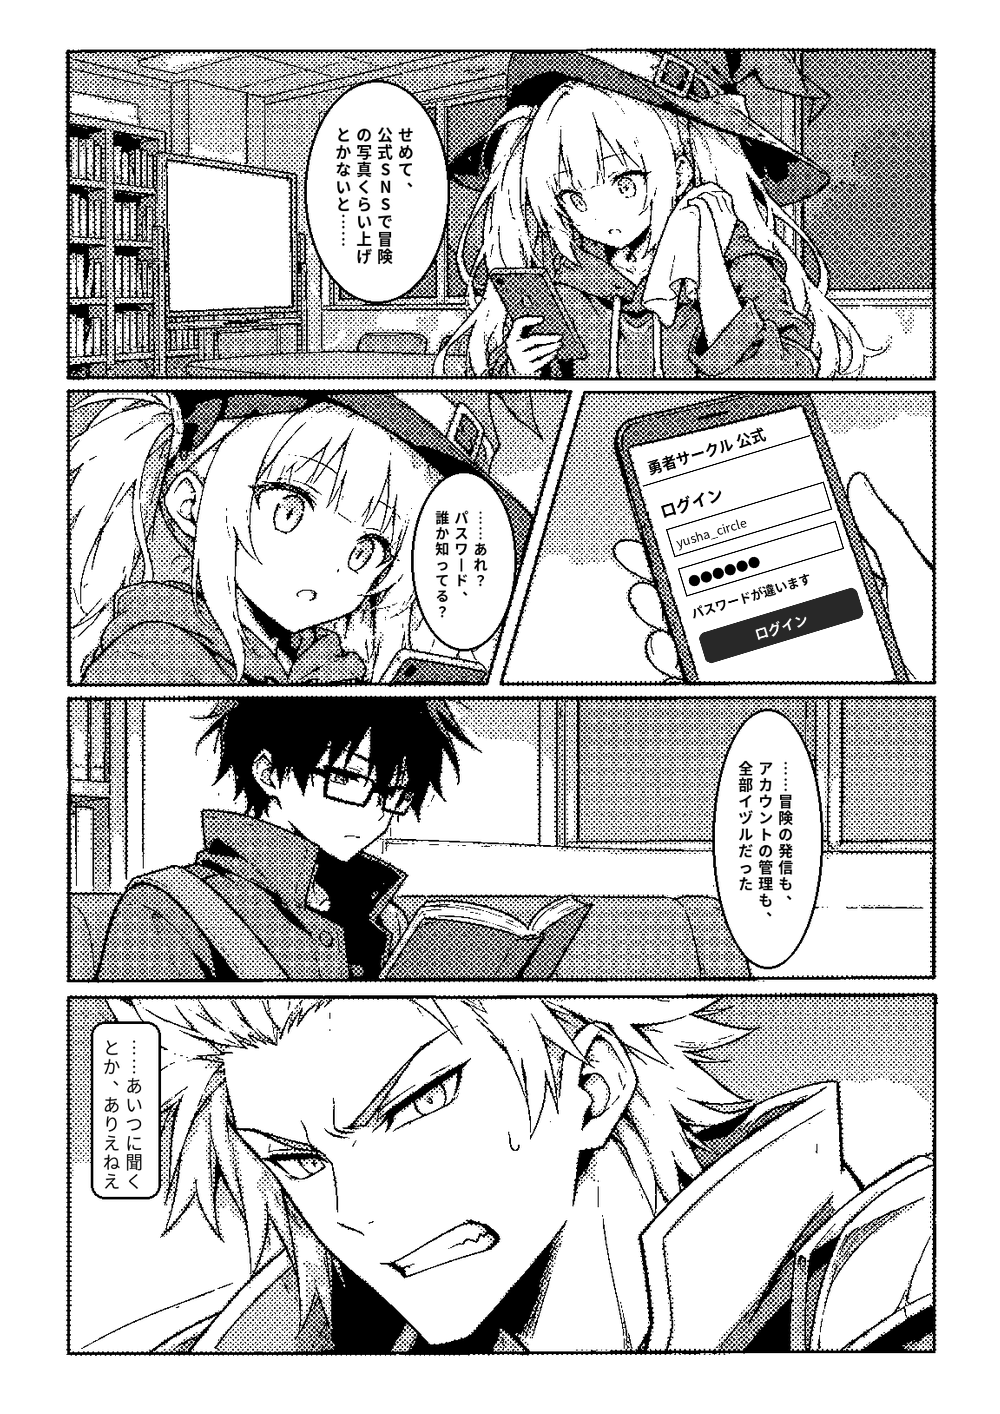 せめて、
公式SNSで冒険
の写真くらい上げ
とかないと……
勇者サークル 公式
ログイン
yusha_circle
●●●●●●
パスワードが違います
ログイン
……あれ？
パスワード、
誰か知ってる？
……冒険の発信も、
アカウントの管理も、
全部イヅルだった
……あいつに聞く
とか、ありえねえ